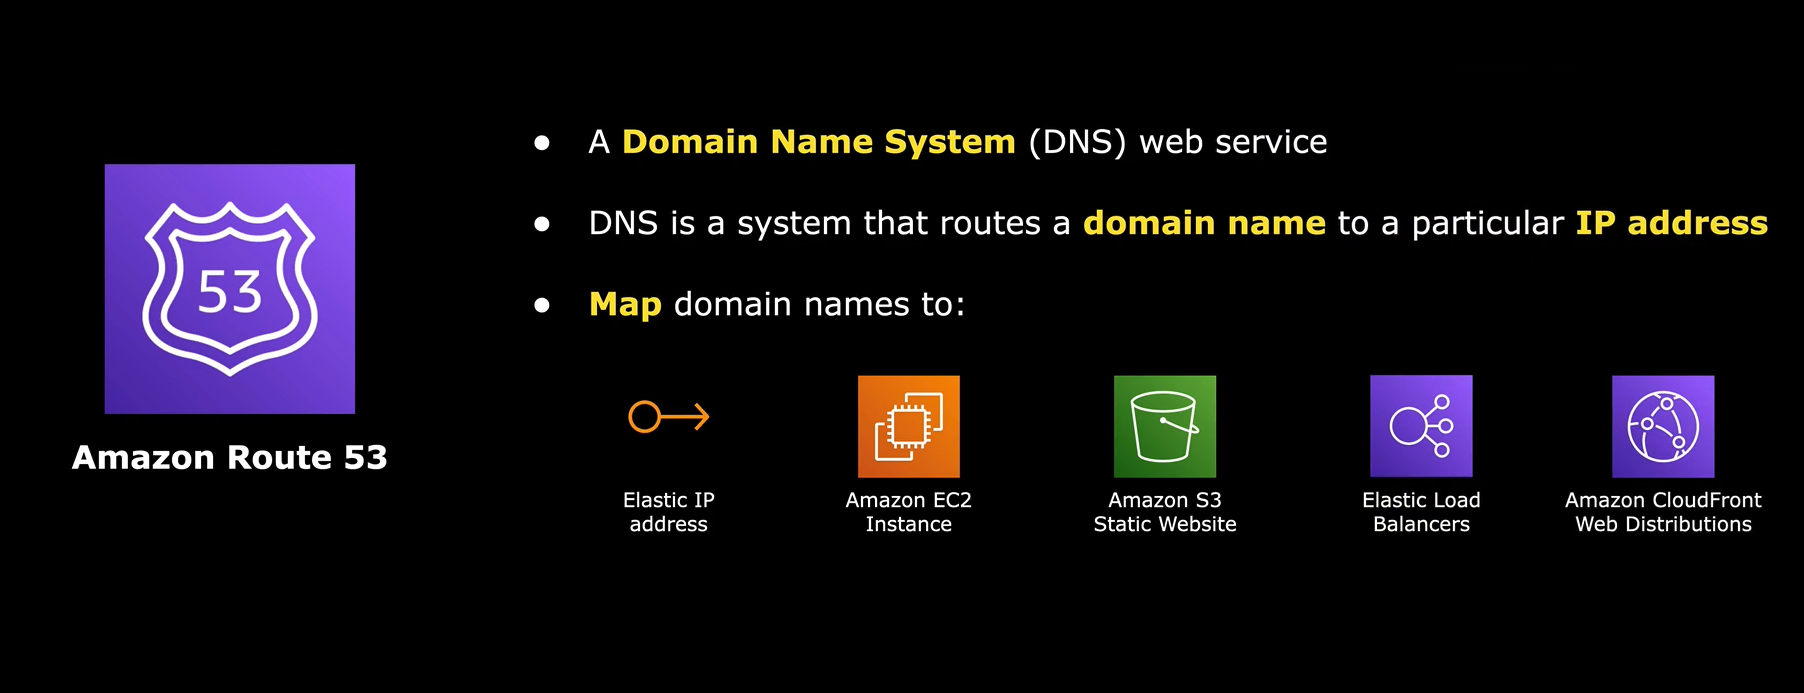 53
Amazon Route 53
● A Domain Name System (DNS) web service
● DNS is a system that routes a domain name to a particular IP address
● Map domain names to:
Elastic IP
address
Amazon EC2
Instance
Amazon S3
Static Website
Elastic Load
Balancers
Amazon CloudFront
Web Distributions